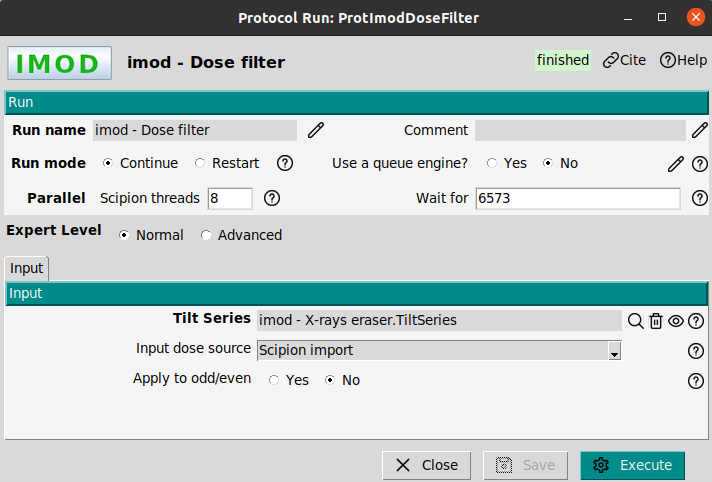 Protocol Run: ProtImodDoseFilter
IMOD imod - Dose filter finished Cite Help
Run
Run name imod - Dose filter Comment
Run mode Continue Restart Use a queue engine? Yes No
Parallel Scipion threads 8 Wait for 6573
Expert Level Normal Advanced
Input
Input
Tilt Series imod - X-rays eraser.TiltSeries
Input dose source Scipion import
Apply to odd/even Yes No
Close Save Execute